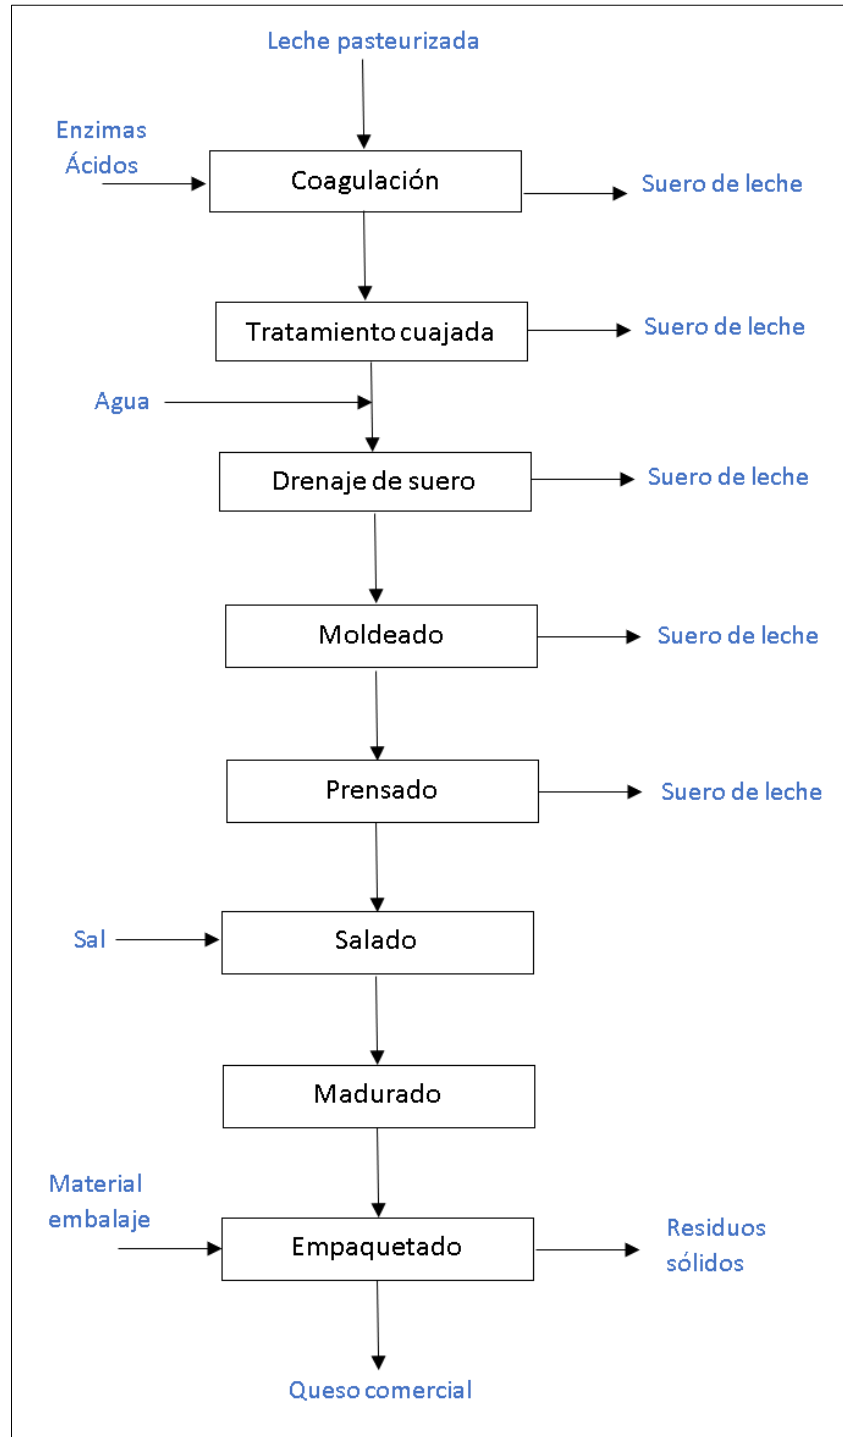 Leche pasteurizada
Enzimas
Ácidos
Coagulación
Suero de leche
Tratamiento cuajada
Suero de leche
Agua
Drenaje de suero
Suero de leche
Moldeado
Suero de leche
Prensado
Suero de leche
Sal
Salado
Madurado
Material
embalaje
Empaquetado
Residuos
sólidos
Queso comercial